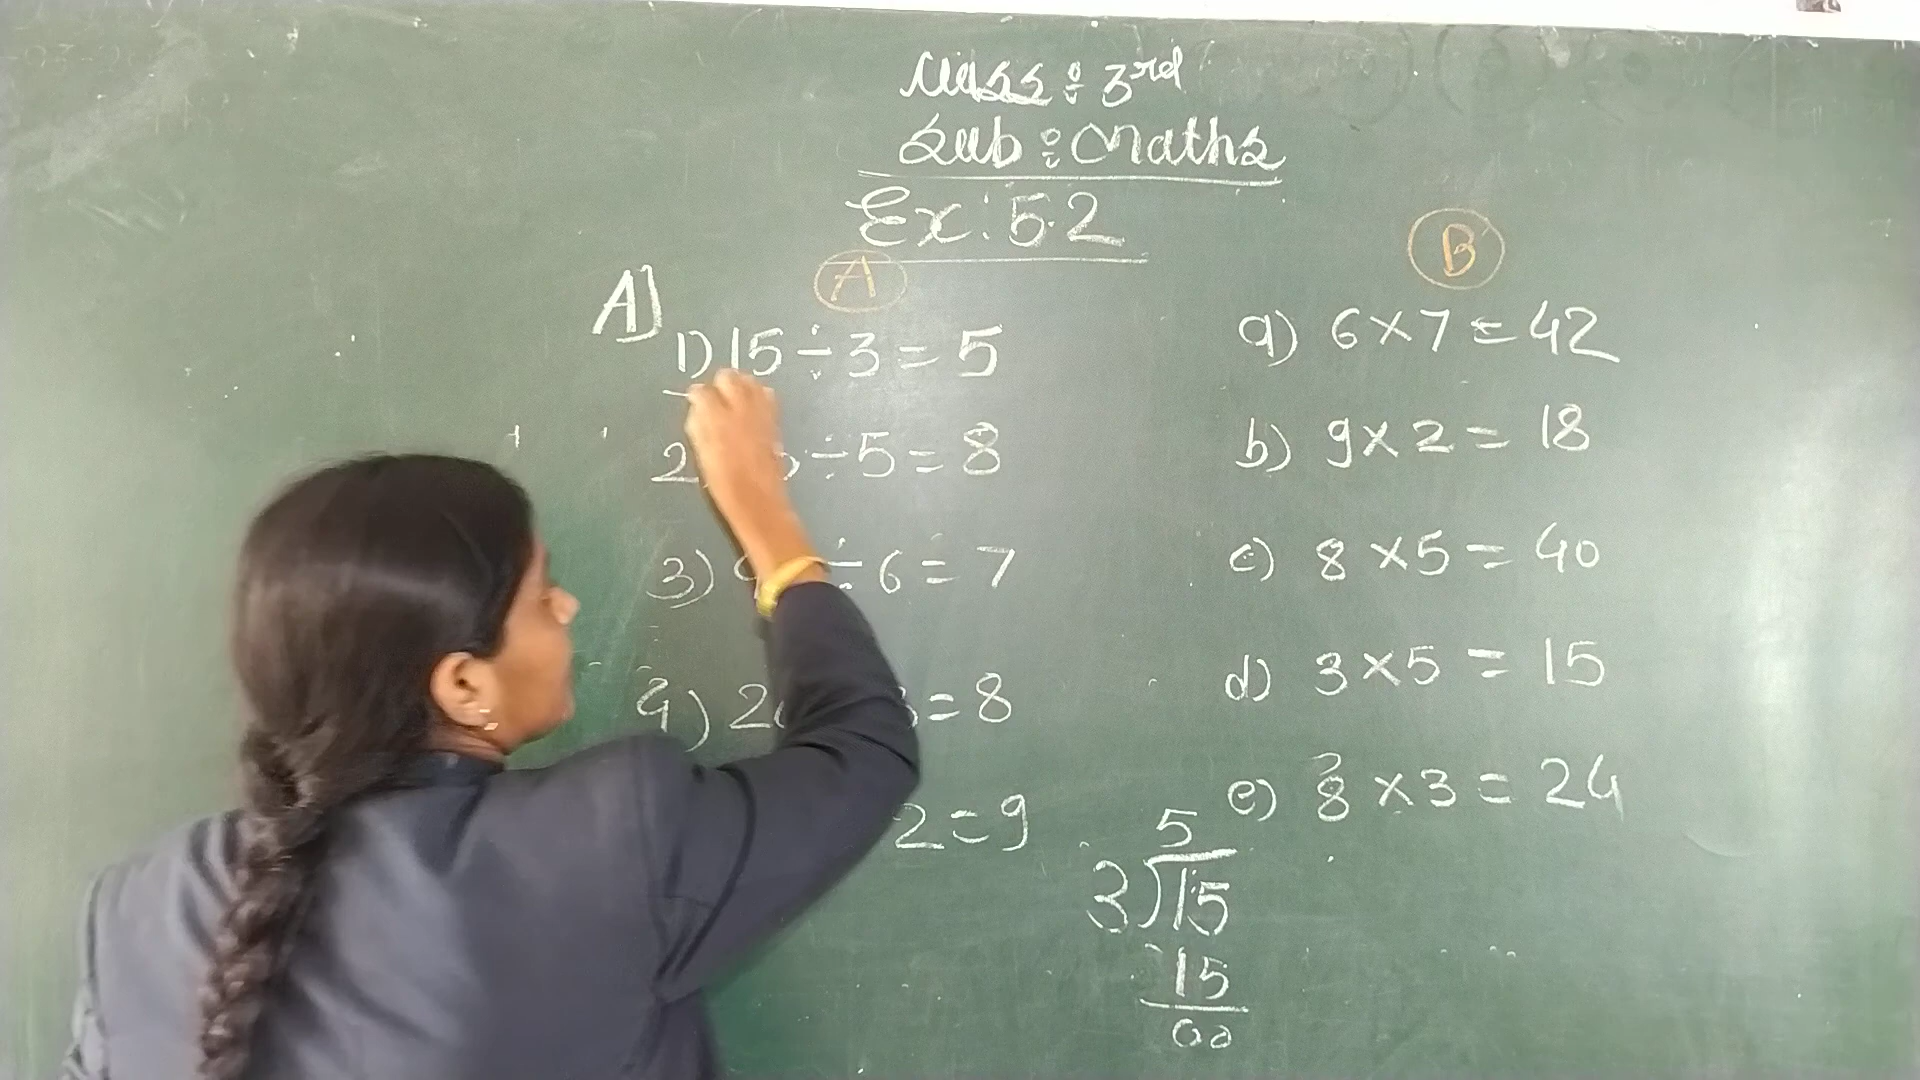 Class : 3rd
Sub : Maths
Ex : 5.2
A] A
1) 15 ÷ 3 = 5
÷ 5 = 8
3) ÷ 6 = 7
4) = 8
2 = 9
B
a) 6 × 7 = 42
b) 9 × 2 = 18
c) 8 × 5 = 40
d) 3 × 5 = 15
e) 8 × 3 = 24
5
3)15
15
00